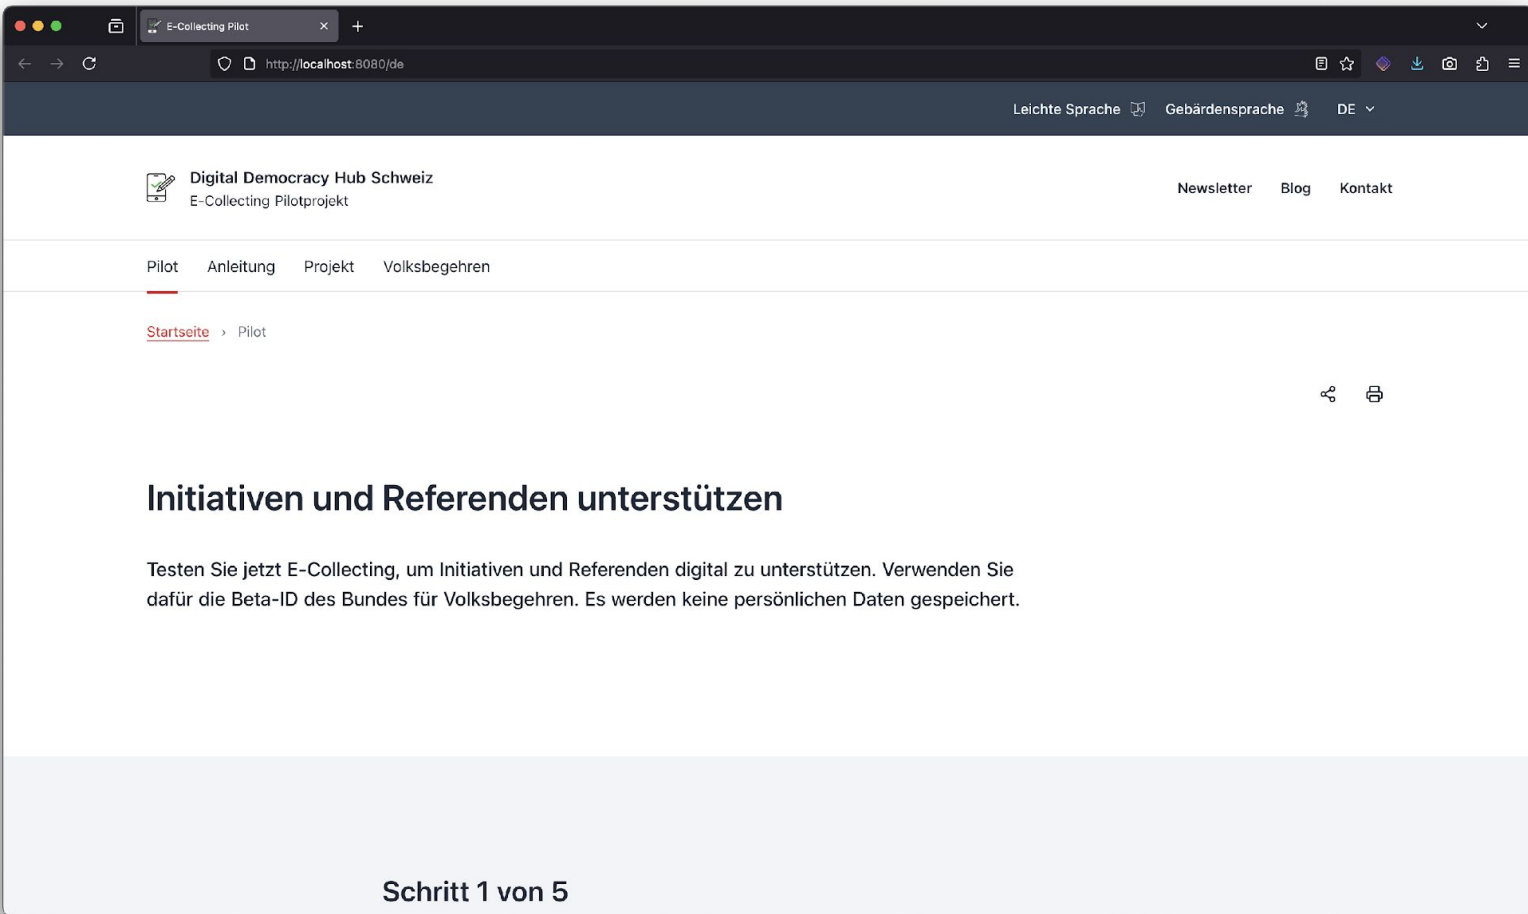 E-Collecting Pilot
http://localhost:8080/de
Leichte Sprache
Gebärdensprache
DE
Digital Democracy Hub Schweiz
E-Collecting Pilotprojekt
Newsletter
Blog
Kontakt
Pilot
Anleitung
Projekt
Volksbegehren
Startseite › Pilot
Initiativen und Referenden unterstützen
Testen Sie jetzt E-Collecting, um Initiativen und Referenden digital zu unterstützen. Verwenden Sie
dafür die Beta-ID des Bundes für Volksbegehren. Es werden keine persönlichen Daten gespeichert.
Schritt 1 von 5